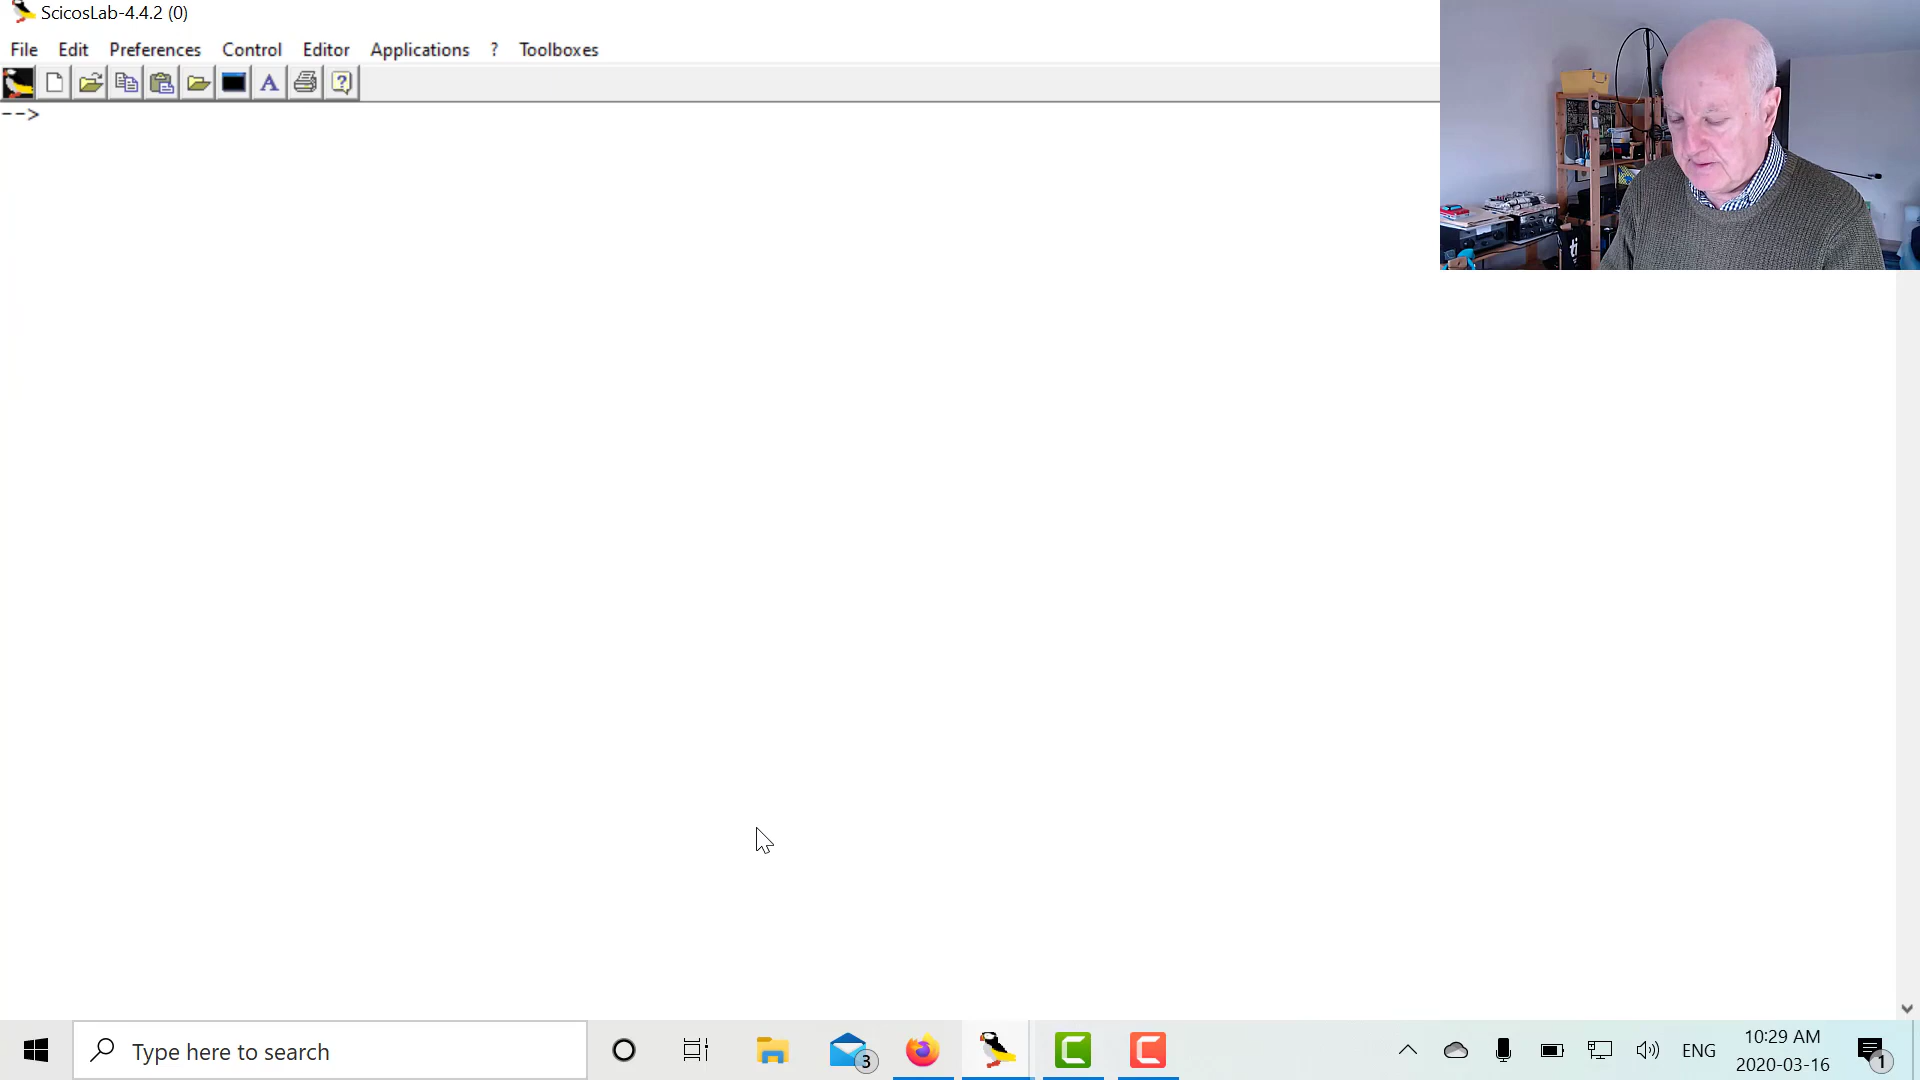 ScicosLab-4.4.2 (0)
File Edit Preferences Control Editor Applications ? Toolboxes
A ?
-->
ti
Type here to search
3
ENG
10:29 AM
2020-03-16
1